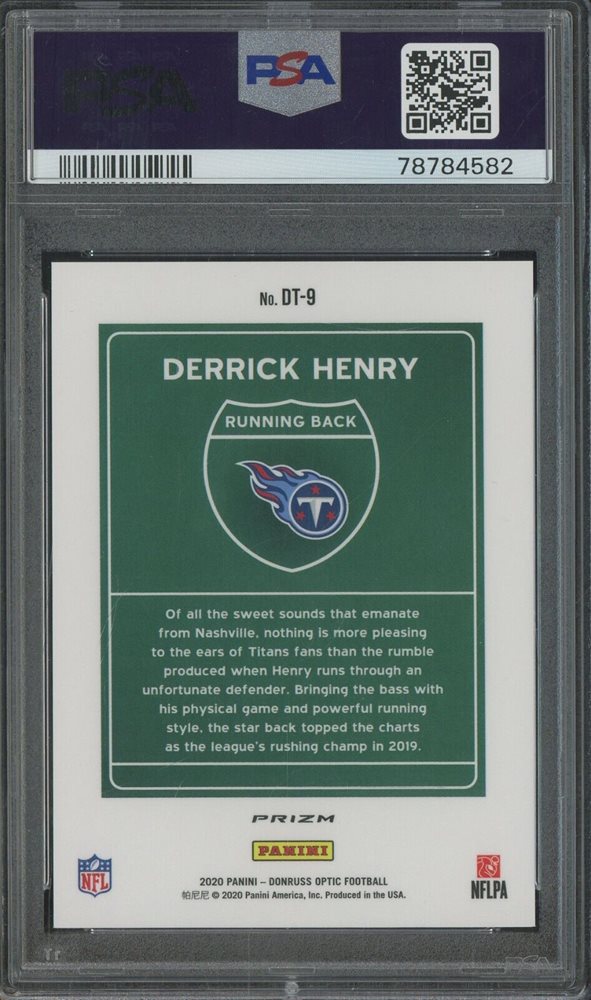 PSA
PSA
78784582
No. DT-9
DERRICK HENRY
RUNNING BACK
T
Of all the sweet sounds that emanate
from Nashville, nothing is more pleasing
to the ears of Titans fans than the rumble
produced when Henry runs through an
unfortunate defender. Bringing the bass with
his physical game and powerful running
style, the star back topped the charts
as the league's rushing champ in 2019.
PRIZM
PANINI
NFL
2020 PANINI – DONRUSS OPTIC FOOTBALL
帕尼尼 © 2020 Panini America, Inc. Produced in the USA.
NFLPA
PSA